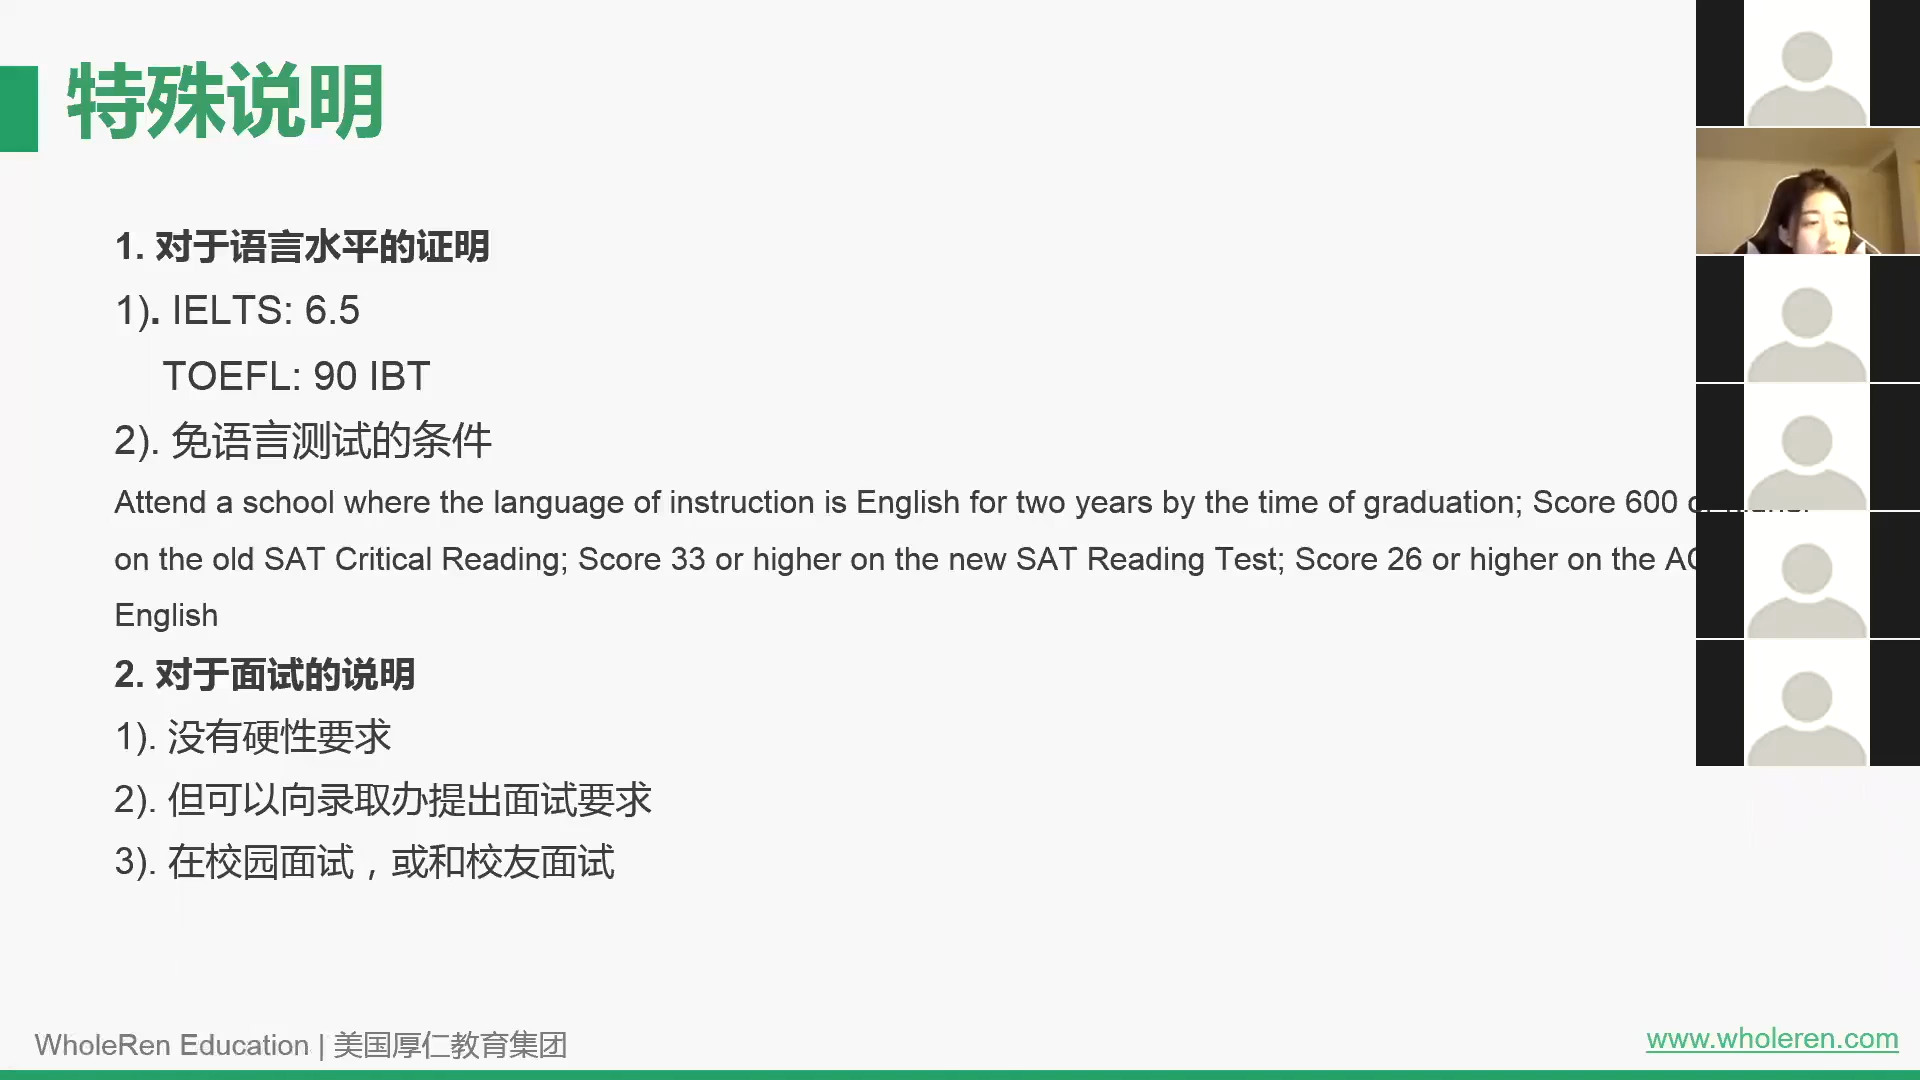 特殊说明
1. 对于语言水平的证明
1). IELTS: 6.5
TOEFL: 90 IBT
2). 免语言测试的条件
Attend a school where the language of instruction is English for two years by the time of graduation; Score 600
on the old SAT Critical Reading; Score 33 or higher on the new SAT Reading Test; Score 26 or higher on the
English
2. 对于面试的说明
1). 没有硬性要求
2). 但可以向录取办提出面试要求
3). 在校园面试，或和校友面试
WholeRen Education | 美国厚仁教育集团
www.wholeren.com